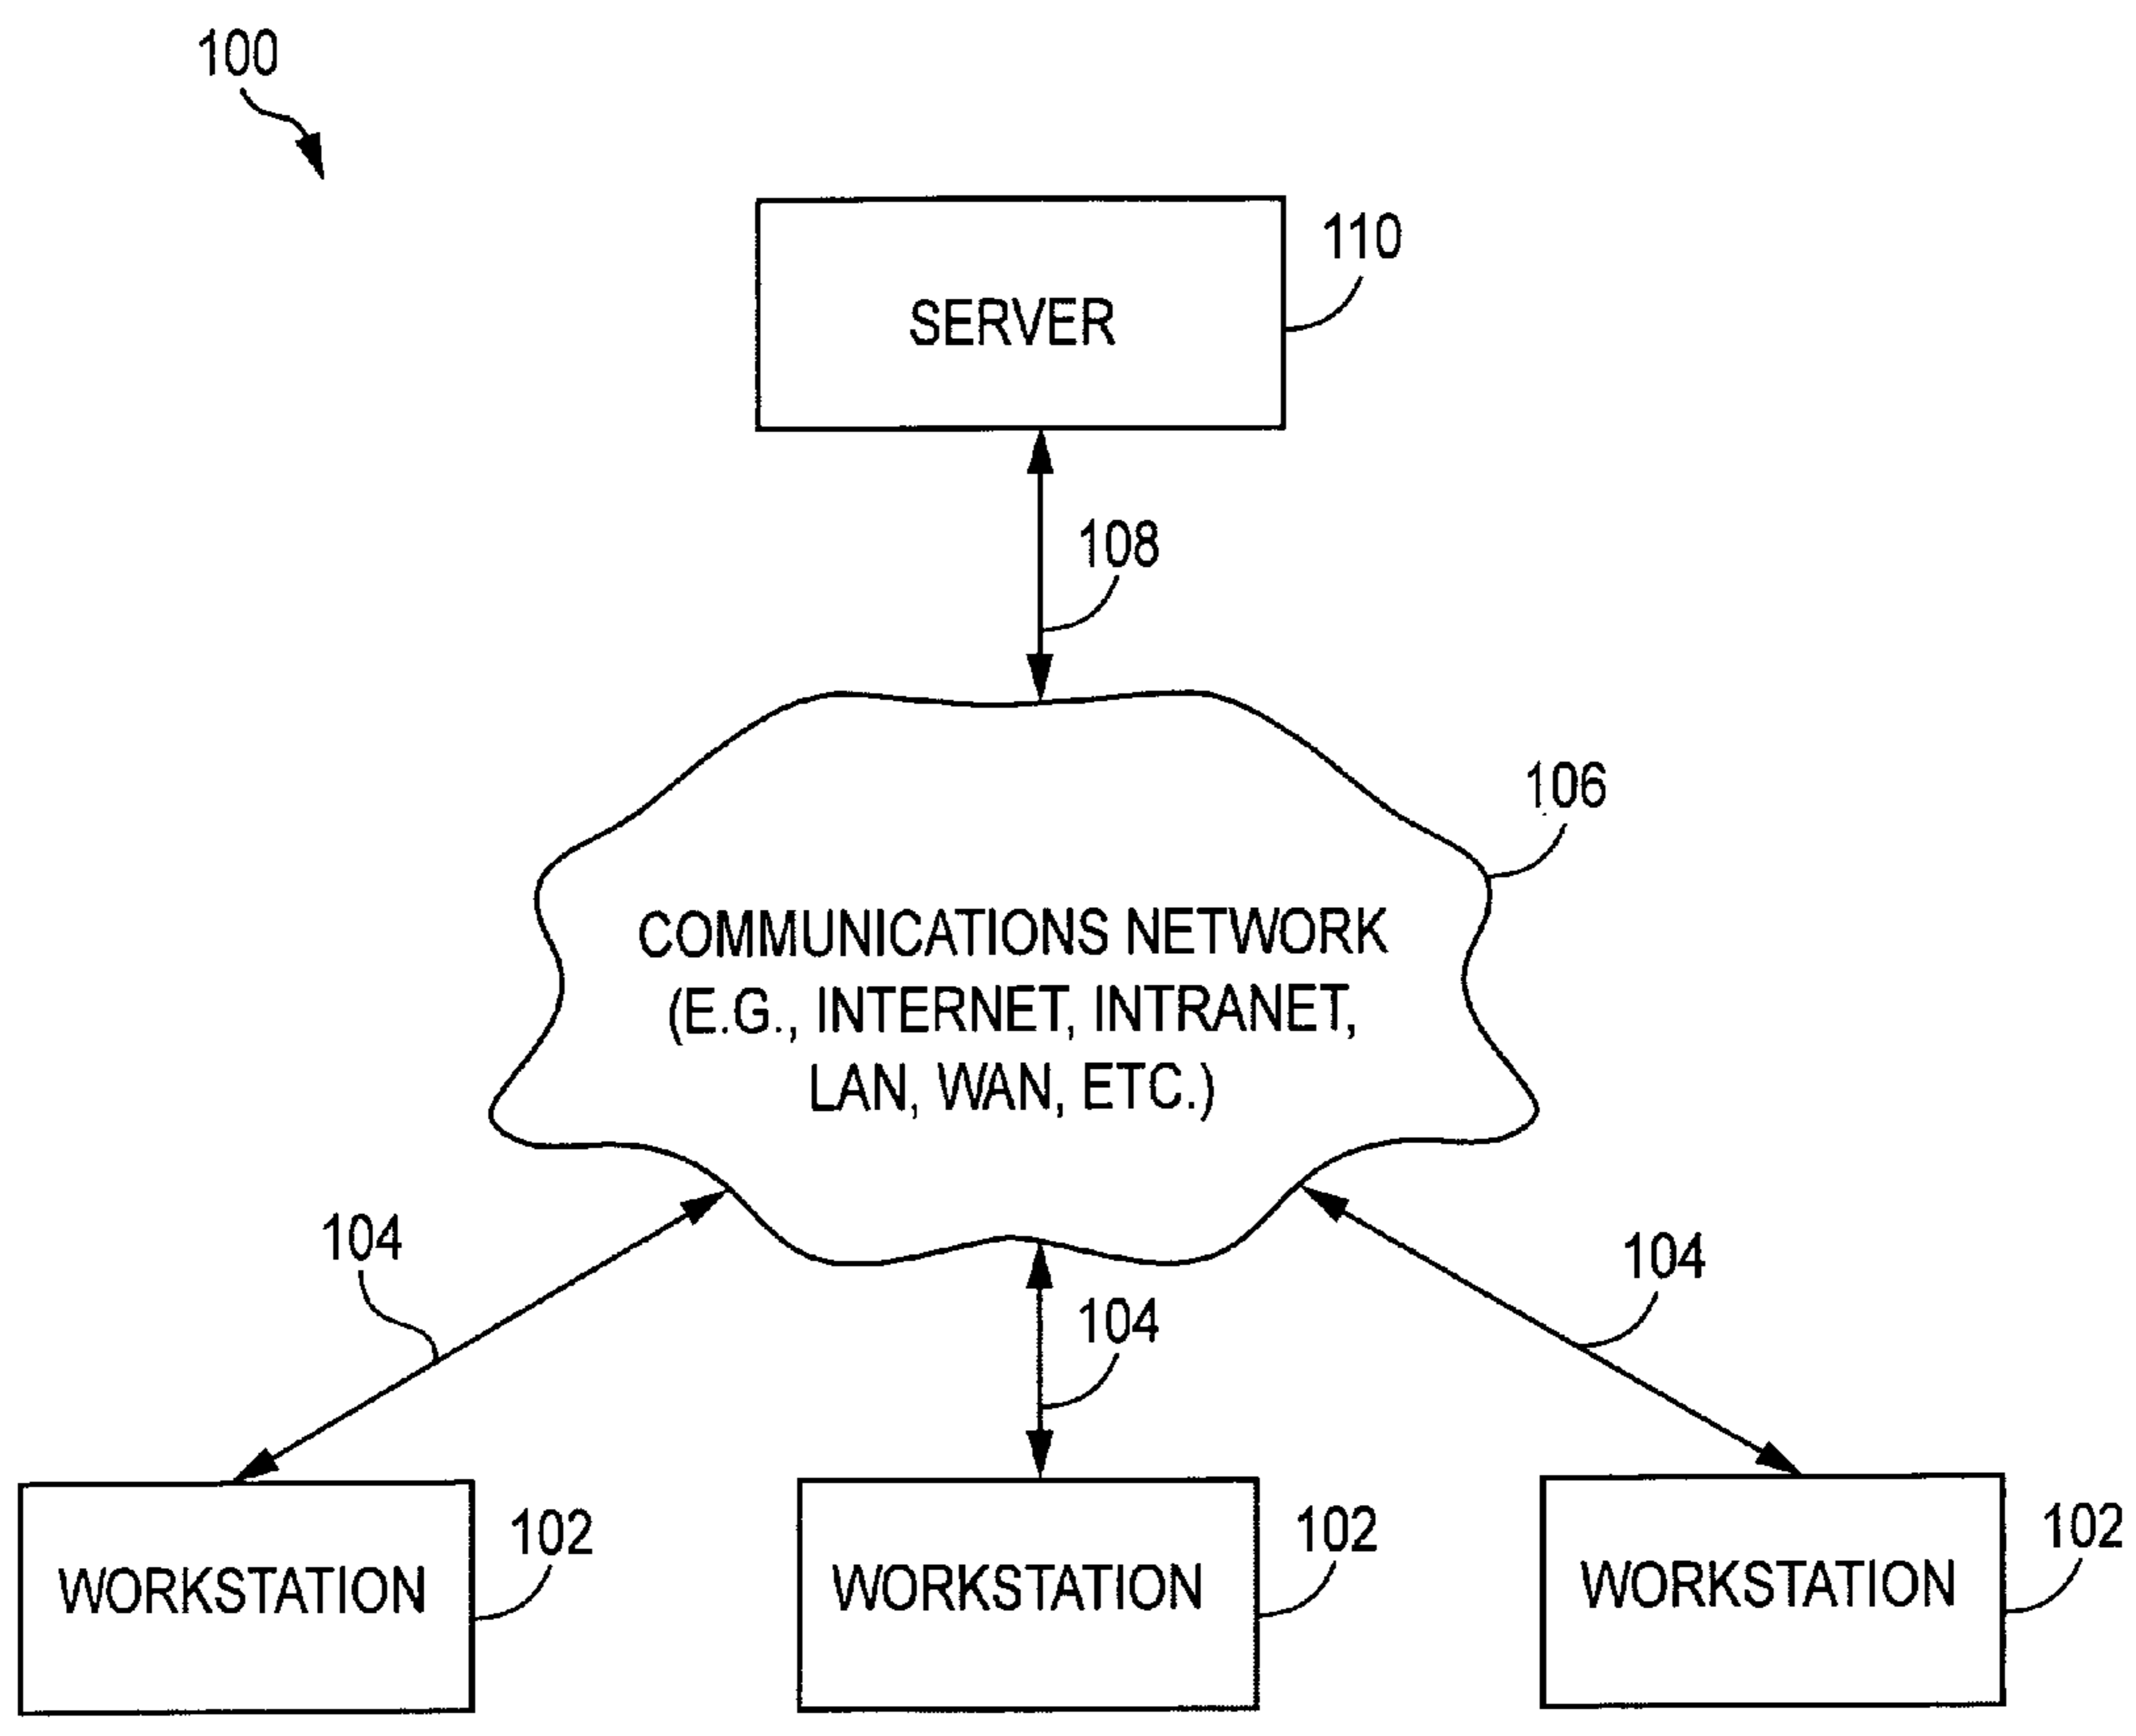 100
110
SERVER
108
106
COMMUNICATIONS NETWORK
(E.G., INTERNET, INTRANET,
LAN, WAN, ETC.)
104
104
104
102
102
102
WORKSTATION
WORKSTATION
WORKSTATION